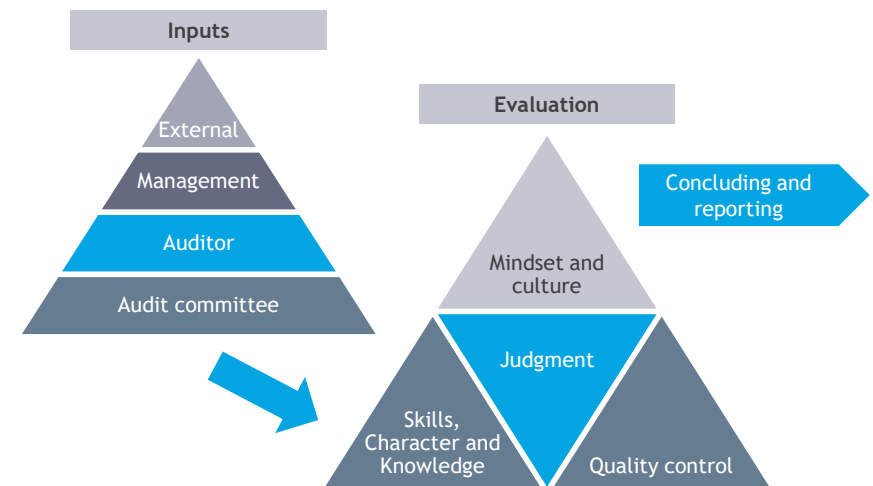 Inputs
External
Management
Auditor
Audit committee
Evaluation
Mindset and
culture
Judgment
Skills,
Character and
Knowledge
Quality control
Concluding and
reporting